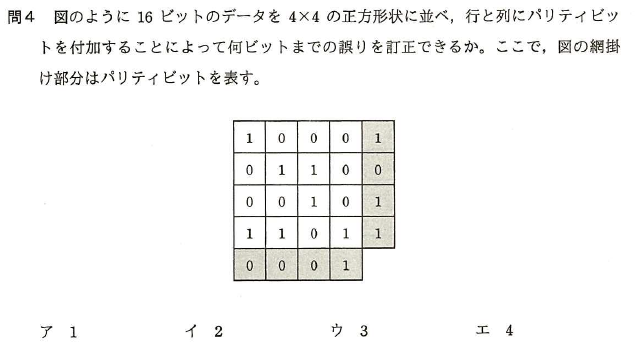 問4 図のように 16 ビットのデータを 4×4 の正方形状に並べ，行と列にパリティビッ
トを付加することによって何ビットまでの誤りを訂正できるか。ここで，図の網掛
け部分はパリティビットを表す。
1 0 0 0 1
0 1 1 0 0
0 0 1 0 1
1 1 0 1 1
0 0 0 1
ア 1 イ 2 ウ 3 エ 4